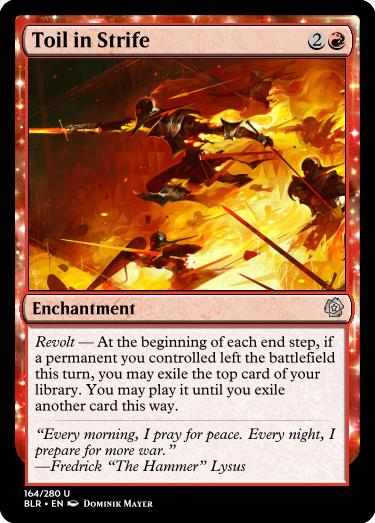 Toil in Strife 2
Enchantment
Revolt — At the beginning of each end step, if
a permanent you controlled left the battlefield
this turn, you may exile the top card of your
library. You may play it until you exile
another card this way.
“Every morning, I pray for peace. Every night, I
prepare for more war.”
—Fredrick “The Hammer” Lysus
164/280 U
BLR • EN Dominik Mayer